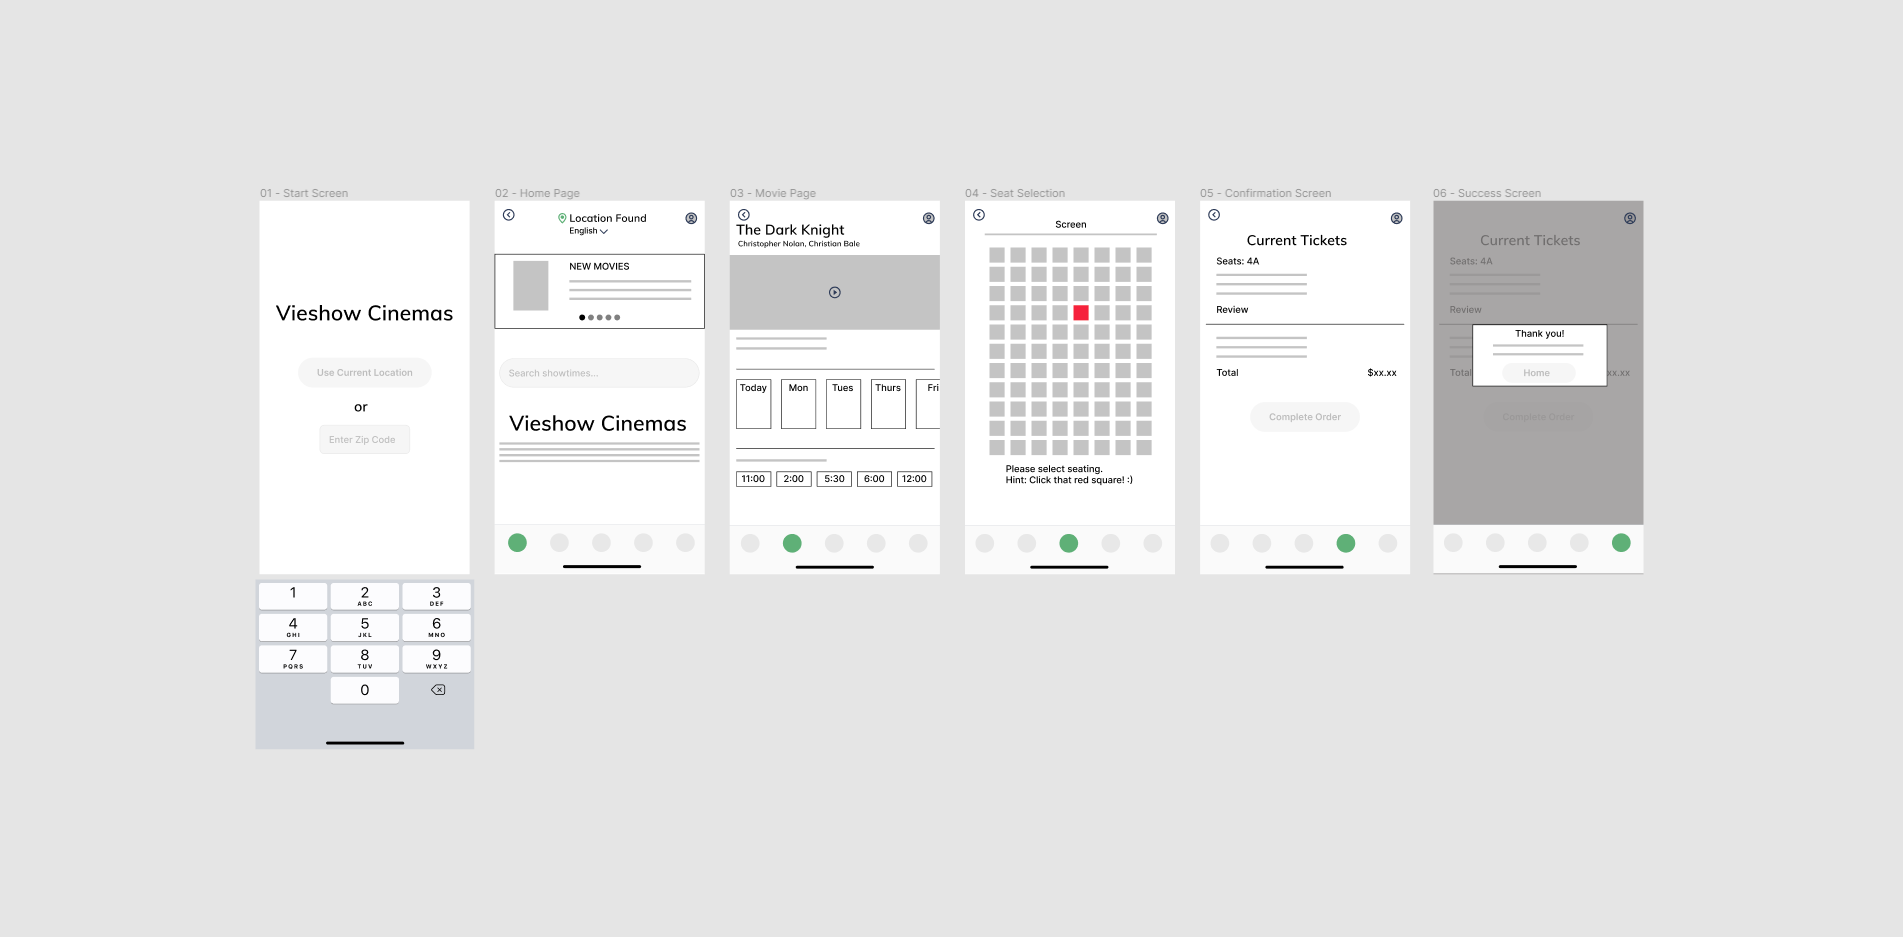 01 - Start Screen
Vieshow Cinemas
Use Current Location
or
Enter Zip Code
1
2
ABC
3
DEF
4
GHI
5
JKL
6
MNO
7
PQRS
8
TUV
9
WXYZ
0
02 - Home Page
Location Found
English
NEW MOVIES
Search showtimes...
Vieshow Cinemas
03 - Movie Page
The Dark Knight
Christopher Nolan, Christian Bale
Today Mon Tues Thurs Fri
11:00 2:00 5:30 6:00 12:00
04 - Seat Selection
Screen
Please select seating.
Hint: Click that red square! :)
05 - Confirmation Screen
Current Tickets
Seats: 4A
Review
Total $xx.xx
Complete Order
06 - Success Screen
Current Tickets
Seats: 4A
Review
Thank you!
Home
Total xx.xx
Complete Order